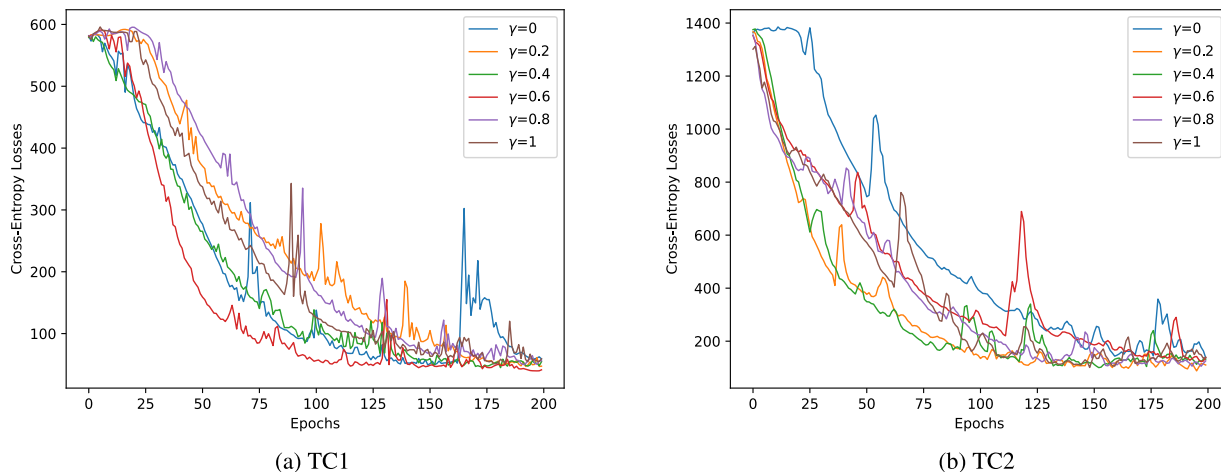 600
500
400
300
200
100
0
25
50
75
100
125
150
175
200
Cross-Entropy Losses
Epochs
γ=0
γ=0.2
γ=0.4
γ=0.6
γ=0.8
γ=1
(a) TC1
1400
1200
1000
800
600
400
200
0
25
50
75
100
125
150
175
200
Cross-Entropy Losses
Epochs
γ=0
γ=0.2
γ=0.4
γ=0.6
γ=0.8
γ=1
(b) TC2